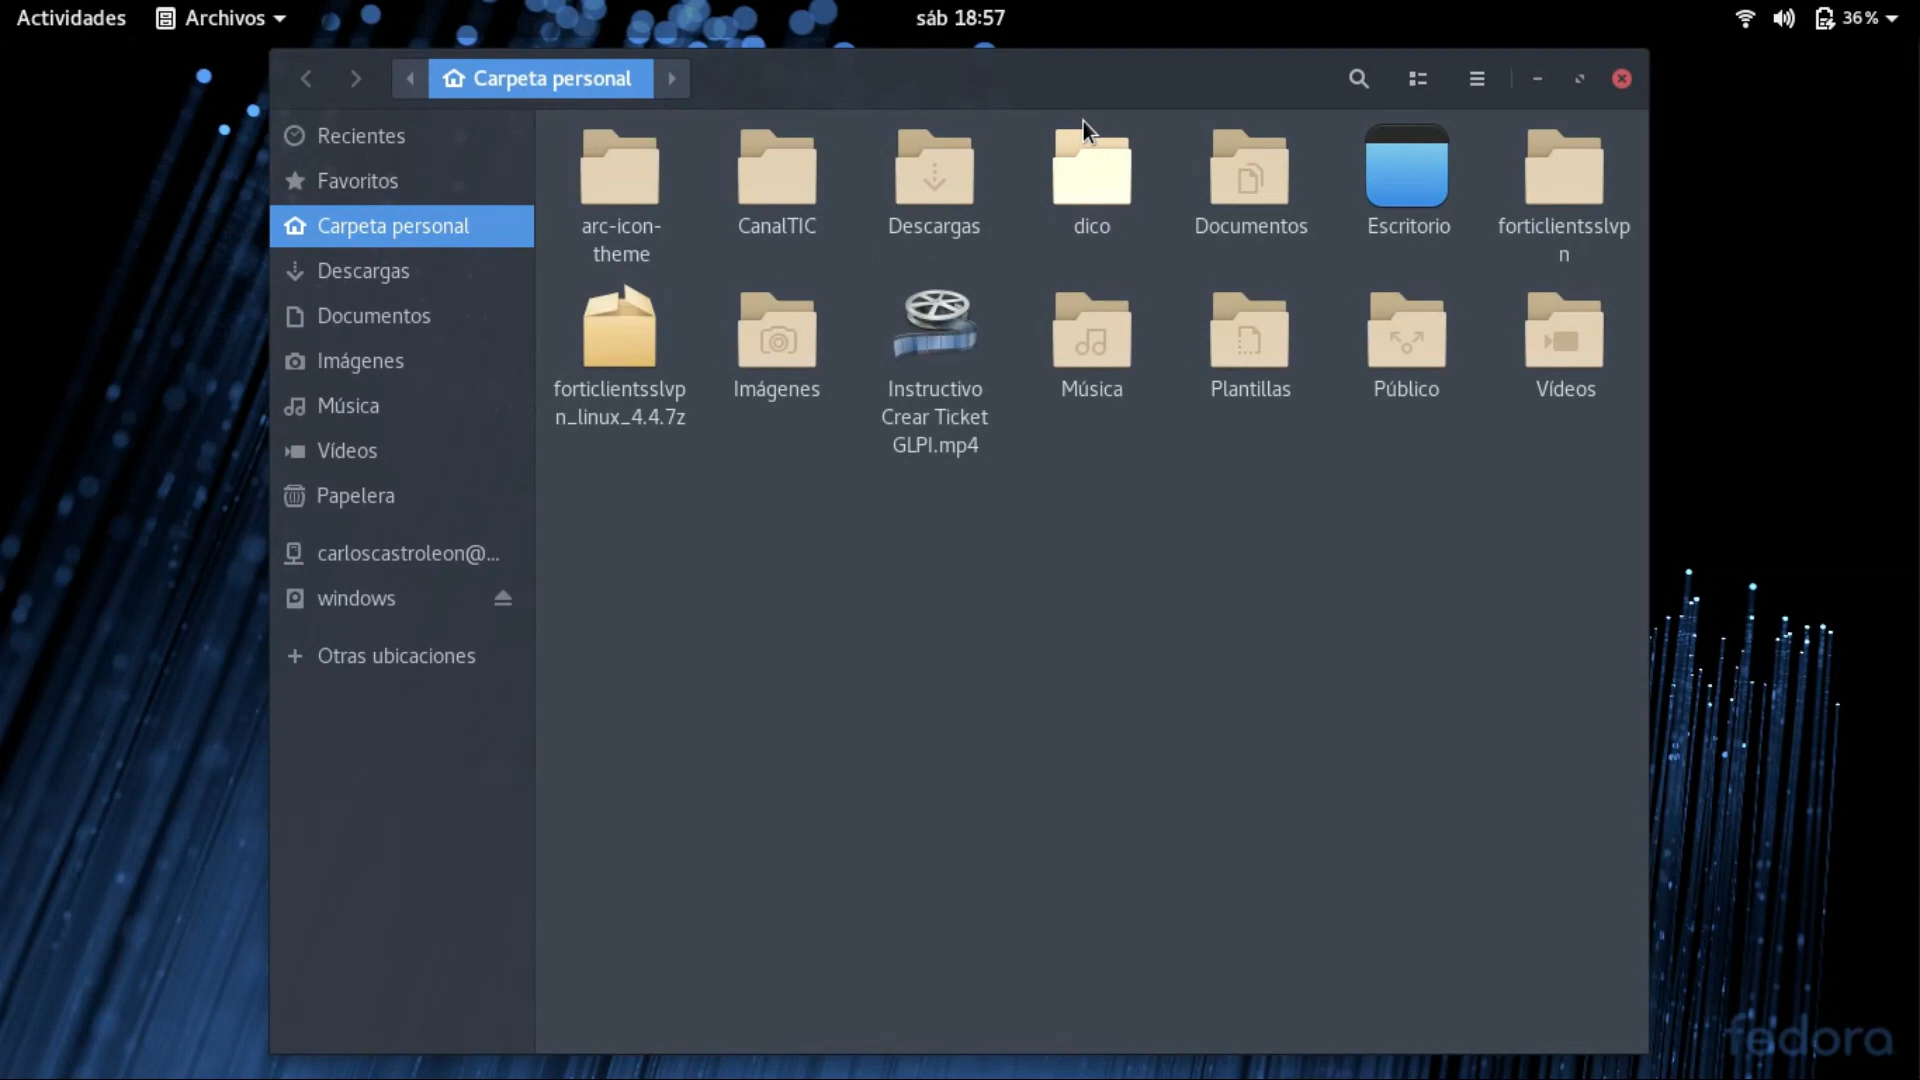 Actividades Archivos sáb 18:57 36%
Carpeta personal
Recientes
Favoritos
Carpeta personal
Descargas
Documentos
Imágenes
Música
Vídeos
Papelera
carloscastroleon@...
windows
Otras ubicaciones
arc-icon-
theme
CanalTIC
Descargas
dico
Documentos
Escritorio
forticlientsslvp
n
forticlientsslvp
n_linux_4.4.7z
Imágenes
Instructivo
Crear Ticket
GLPI.mp4
Música
Plantillas
Público
Vídeos
fedora